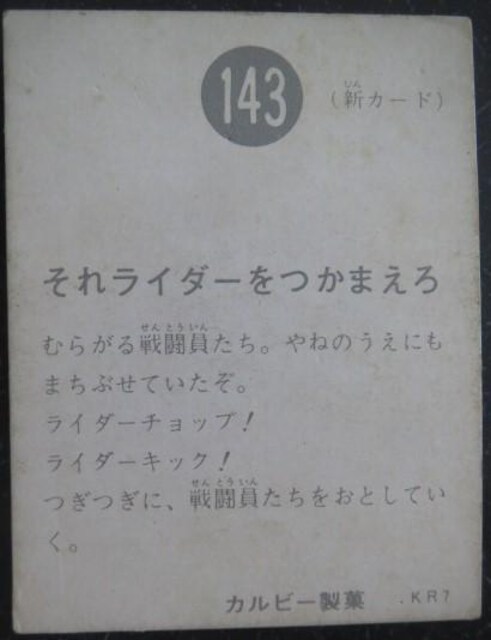 143
(新カード)
それライダーをつかまえろ
むらがる戦闘員たち。やねのうえにも
まちぶせていたぞ。
ライダーチョップ!
ライダーキック!
つぎつぎに、戦闘員たちをおとしてい
く。
カルビー製菓 .KR7